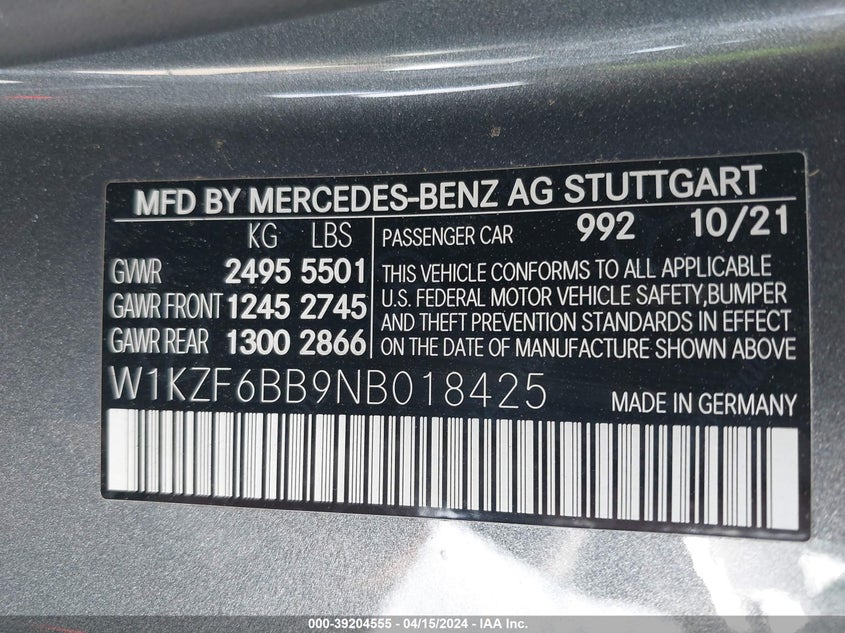 MFD BY MERCEDES-BENZ AG STUTTGART
KG LBS
GVWR 2495 5501
GAWR FRONT 1245 2745
GAWR REAR 1300 2866
PASSENGER CAR 992 10/21
THIS VEHICLE CONFORMS TO ALL APPLICABLE
U.S. FEDERAL MOTOR VEHICLE SAFETY,BUMPER
AND THEFT PREVENTION STANDARDS IN EFFECT
ON THE DATE OF MANUFACTURE SHOWN ABOVE
W1KZF6BB9NB018425
MADE IN GERMANY
000-39204555 - 04/15/2024 - IAA Inc.